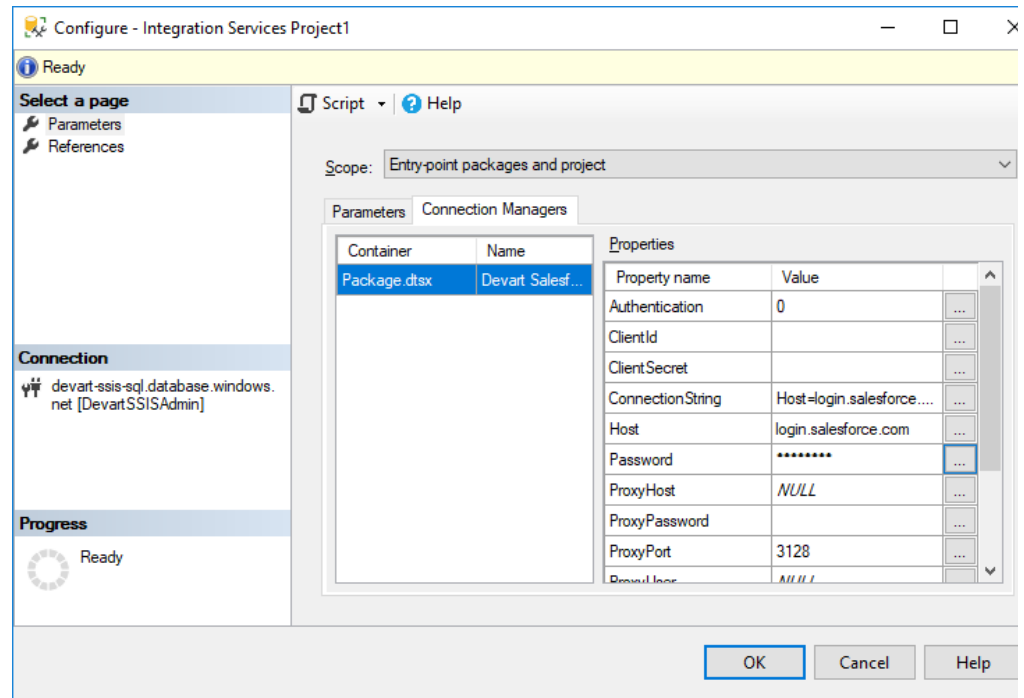 Configure - Integration Services Project1
Ready
Select a page
Parameters
References
Script
Help
Scope:
Entry-point packages and project
Parameters
Connection Managers
Container Name
Package.dtsx Devart Salesf...
Properties
Property name Value
Authentication 0 ...
ClientId ...
ClientSecret ...
ConnectionString Host=login.salesforce.... ...
Host login.salesforce.com ...
Password •••••••• ...
ProxyHost NULL ...
ProxyPassword ...
ProxyPort 3128 ...
ProxyUser NULL
Connection
devart-ssis-sql.database.windows.
net [DevartSSISAdmin]
Progress
Ready
OK
Cancel
Help